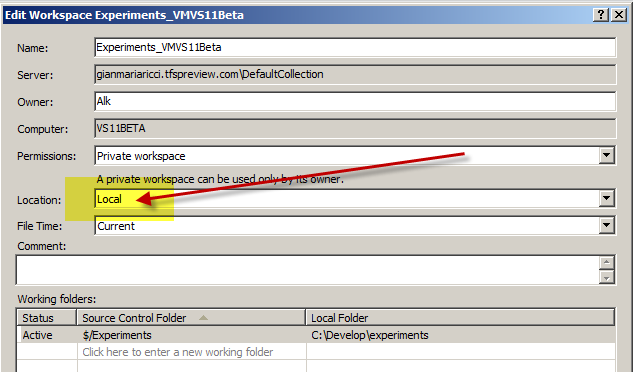 Edit Workspace Experiments_VMVS11Beta
Name: Experiments_VMVS11Beta
Server: gianmariaricci.tfspreview.com\DefaultCollection
Owner: Alk
Computer: VS11BETA
Permissions: Private workspace
A private workspace can be used only by its owner.
Location: Local
File Time: Current
Comment:
Working folders:
Status Source Control Folder Local Folder
Active $/Experiments C:\Develop\experiments
Click here to enter a new working folder